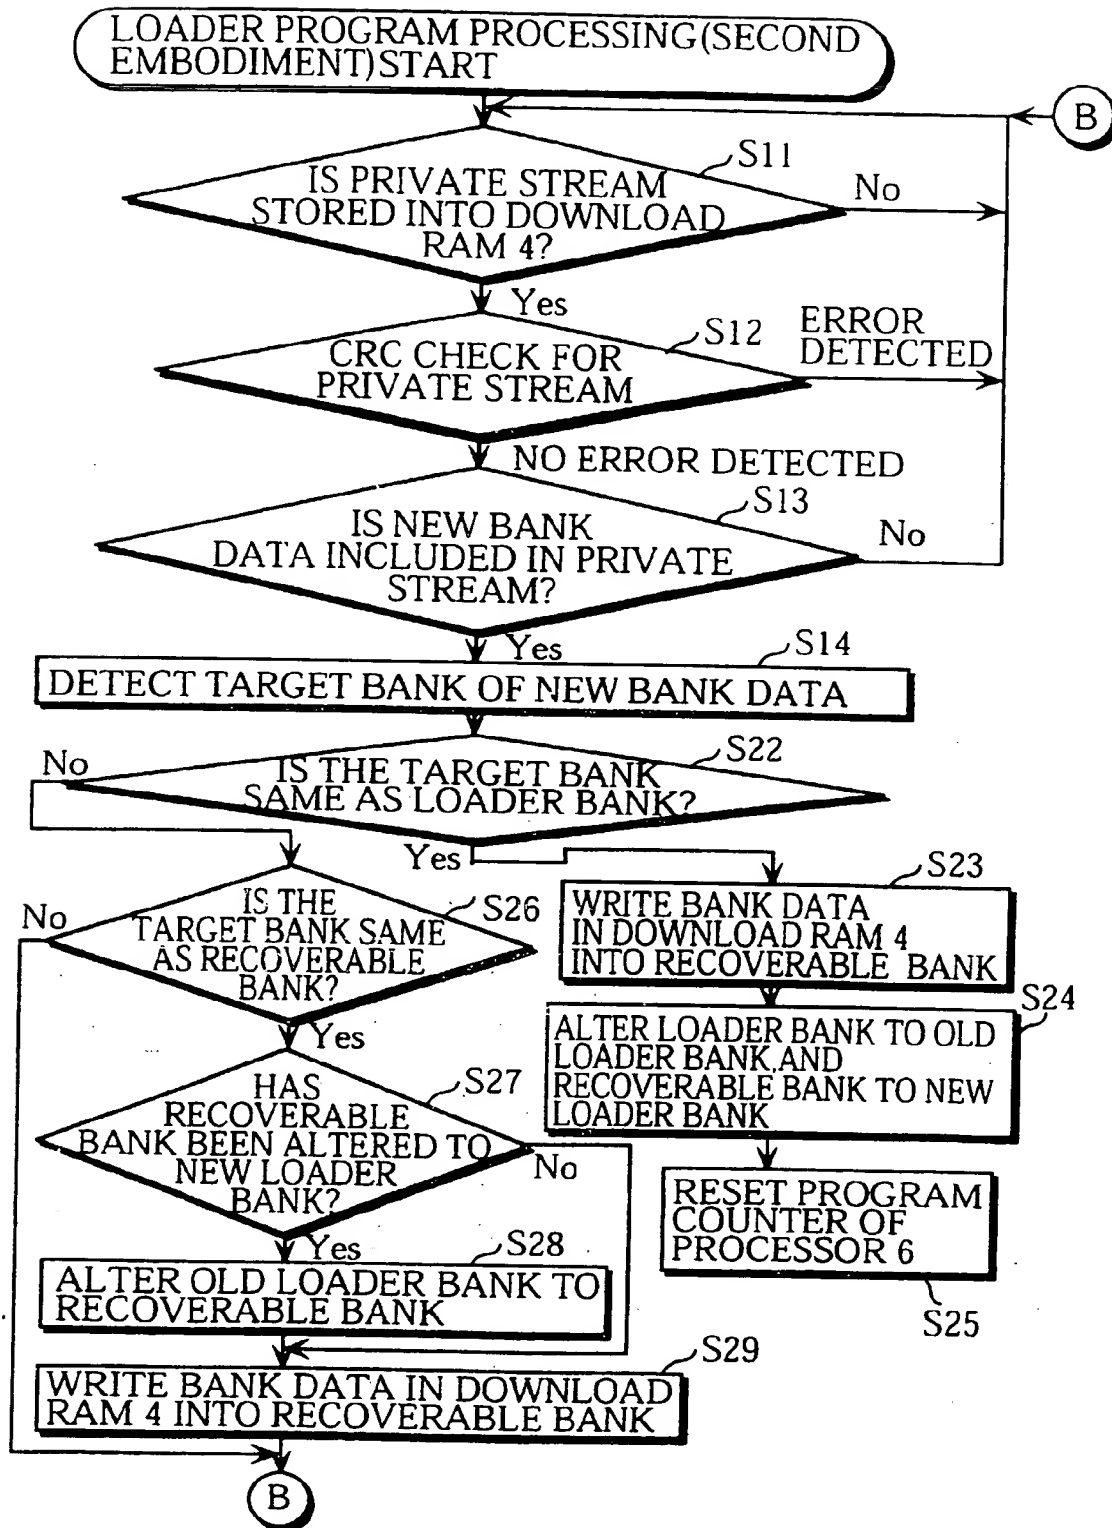 LOADER PROGRAM PROCESSING(SECOND
EMBODIMENT)START
B
S11
IS PRIVATE STREAM
STORED INTO DOWNLOAD
RAM 4?
No
Yes
S12
CRC CHECK FOR
PRIVATE STREAM
ERROR
DETECTED
NO ERROR DETECTED
S13
IS NEW BANK
DATA INCLUDED IN PRIVATE
STREAM?
No
Yes
S14
DETECT TARGET BANK OF NEW BANK DATA
S22
No
IS THE TARGET BANK
SAME AS LOADER BANK?
Yes
S23
WRITE BANK DATA
IN DOWNLOAD RAM 4
INTO RECOVERABLE BANK
S24
ALTER LOADER BANK TO OLD
LOADER BANK, AND
RECOVERABLE BANK TO NEW
LOADER BANK
RESET PROGRAM
COUNTER OF
PROCESSOR 6
S25
No
S26
IS THE
TARGET BANK SAME
AS RECOVERABLE
BANK?
Yes
S27
HAS
RECOVERABLE
BANK BEEN ALTERED TO
NEW LOADER
BANK?
No
Yes
S28
ALTER OLD LOADER BANK TO
RECOVERABLE BANK
S29
WRITE BANK DATA IN DOWNLOAD
RAM 4 INTO RECOVERABLE BANK
B